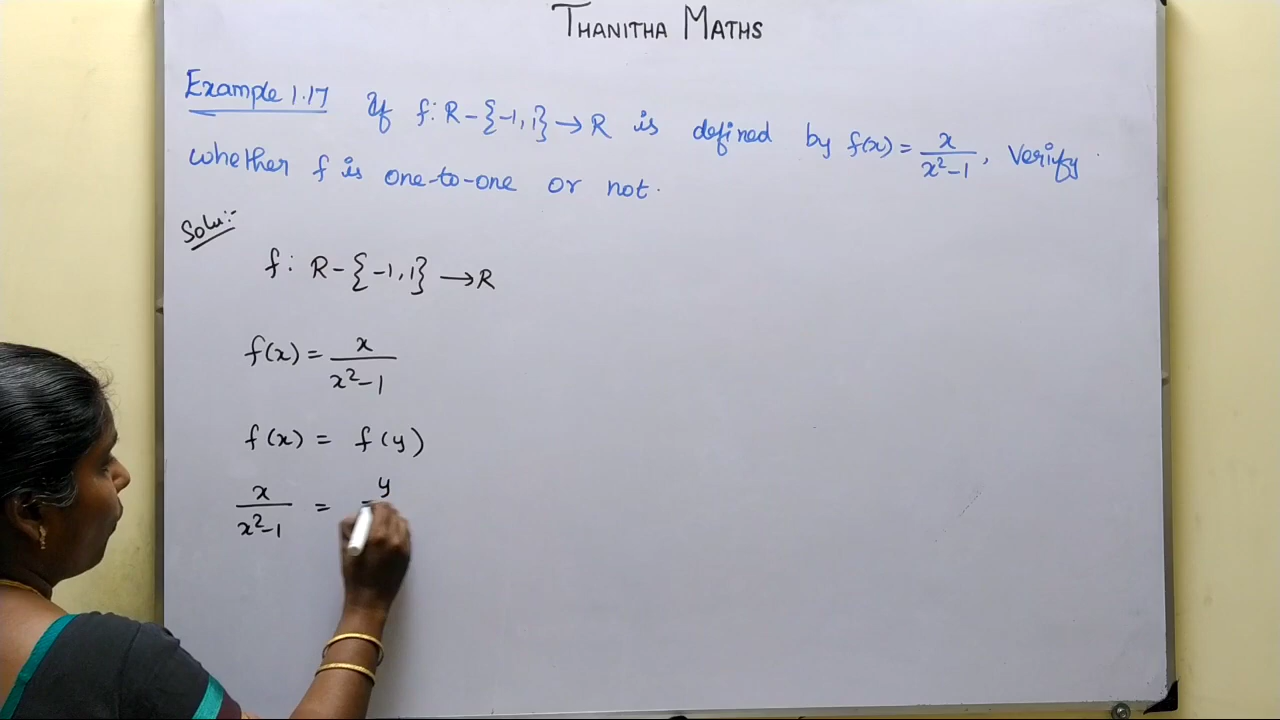 THANITHA MATHS
Example 1.17 If f: R-{-1,1} → R is defined by f(x) = x/(x²-1), Verify
whether f is one-to-one or not.
Solu:-
f: R-{-1,1} → R
f(x) = x/(x²-1)
f(x) = f(y)
x/(x²-1) = y